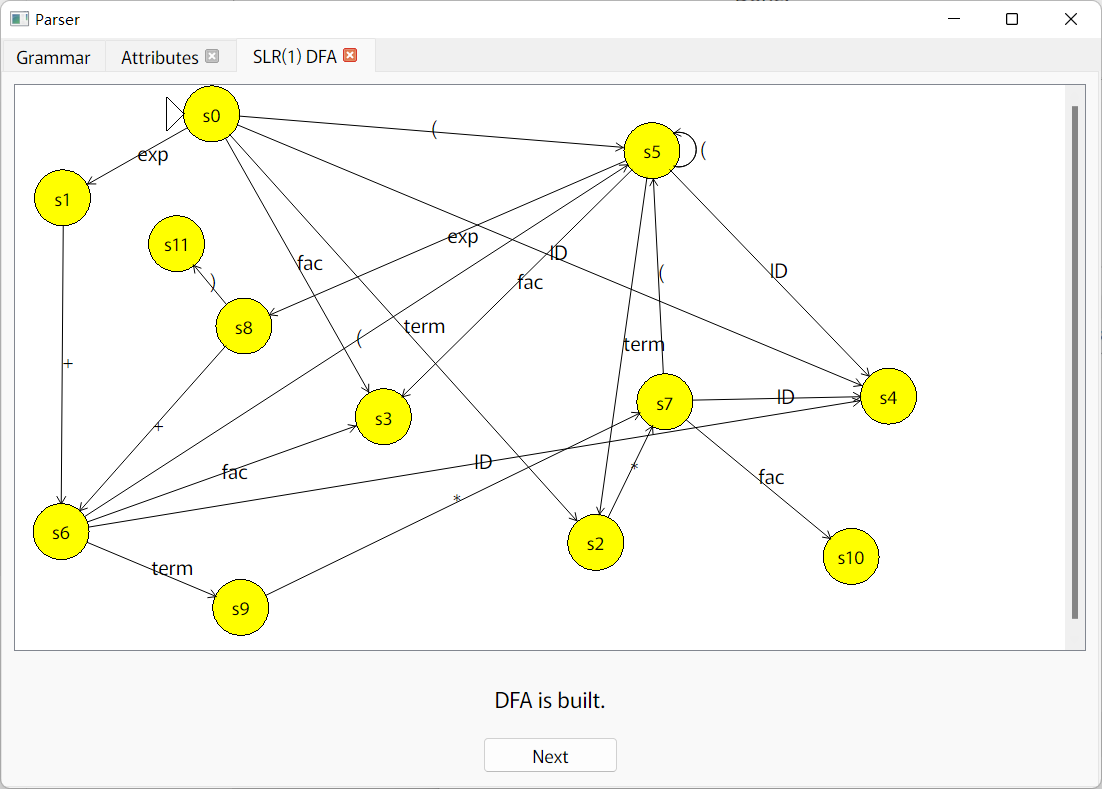 Parser
Grammar
Attributes
SLR(1) DFA
s0
(
s5
(
exp
s1
s11
exp
ID
fac
)
fac
ID
(
s8
term
(
term
+
s3
s7
ID
s4
+
fac
ID
*
fac
*
s6
s2
s10
term
s9
DFA is built.
Next